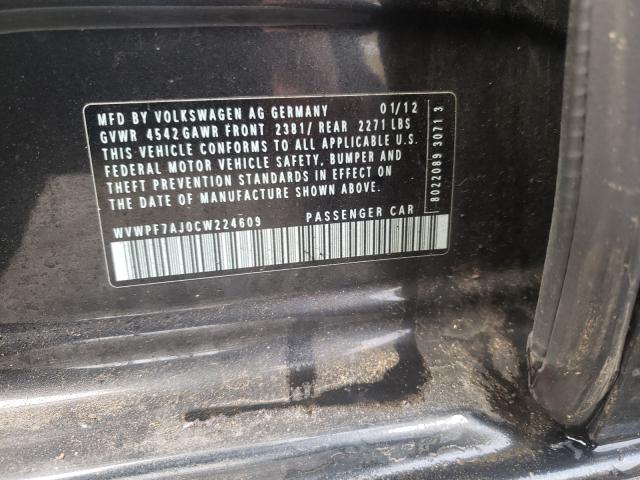 MFD BY VOLKSWAGEN AG GERMANY 01/12
GVWR 4542 GAWR FRONT 2381/ REAR 2271 LBS
THIS VEHICLE CONFORMS TO ALL APPLICABLE U.S.
FEDERAL MOTOR VEHICLE SAFETY, BUMPER AND
THEFT PREVENTION STANDARDS IN EFFECT ON
THE DATE OF MANUFACTURE SHOWN ABOVE.
WVWPF7AJ0CW224609 PASSENGER CAR
8022089 30713